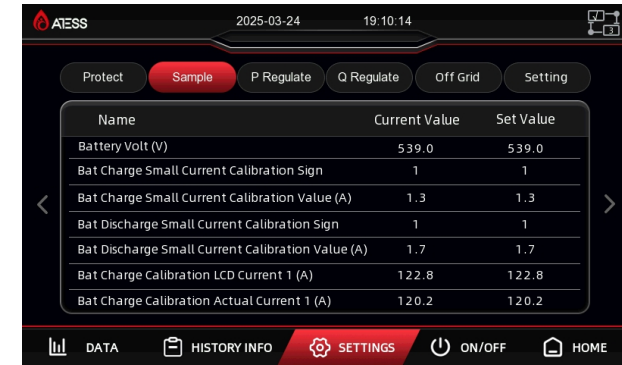 ATESS 2025-03-24 19:10:14
3
Protect Sample P Regulate Q Regulate Off Grid Setting
Name Current Value Set Value
Battery Volt (V) 539.0 539.0
Bat Charge Small Current Calibration Sign 1 1
Bat Charge Small Current Calibration Value (A) 1.3 1.3
Bat Discharge Small Current Calibration Sign 1 1
Bat Discharge Small Current Calibration Value (A) 1.7 1.7
Bat Charge Calibration LCD Current 1 (A) 122.8 122.8
Bat Charge Calibration Actual Current 1 (A) 120.2 120.2
DATA HISTORY INFO SETTINGS ON/OFF HOME